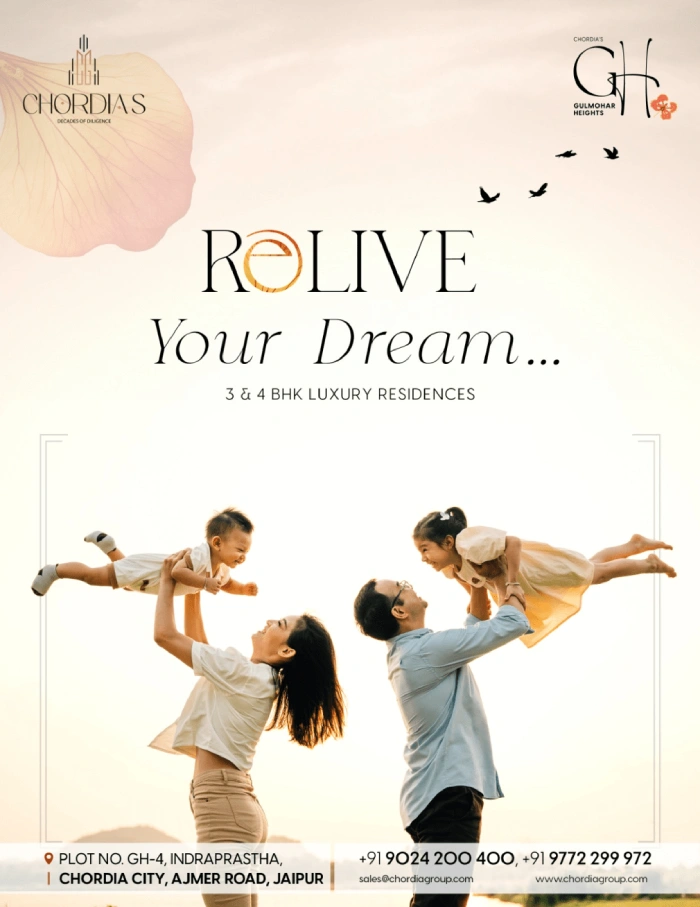 CHORDIA'S
DECADES OF DILIGENCE
CHORDIA'S
GH
GULMOHAR
HEIGHTS
ReLIVE
Your Dream...
3 & 4 BHK LUXURY RESIDENCES
PLOT NO. GH-4, INDRAPRASTHA,
CHORDIA CITY, AJMER ROAD, JAIPUR
+91 9024 200 400, +91 9772 299 972
sales@chordiagroup.com www.chordiagroup.com